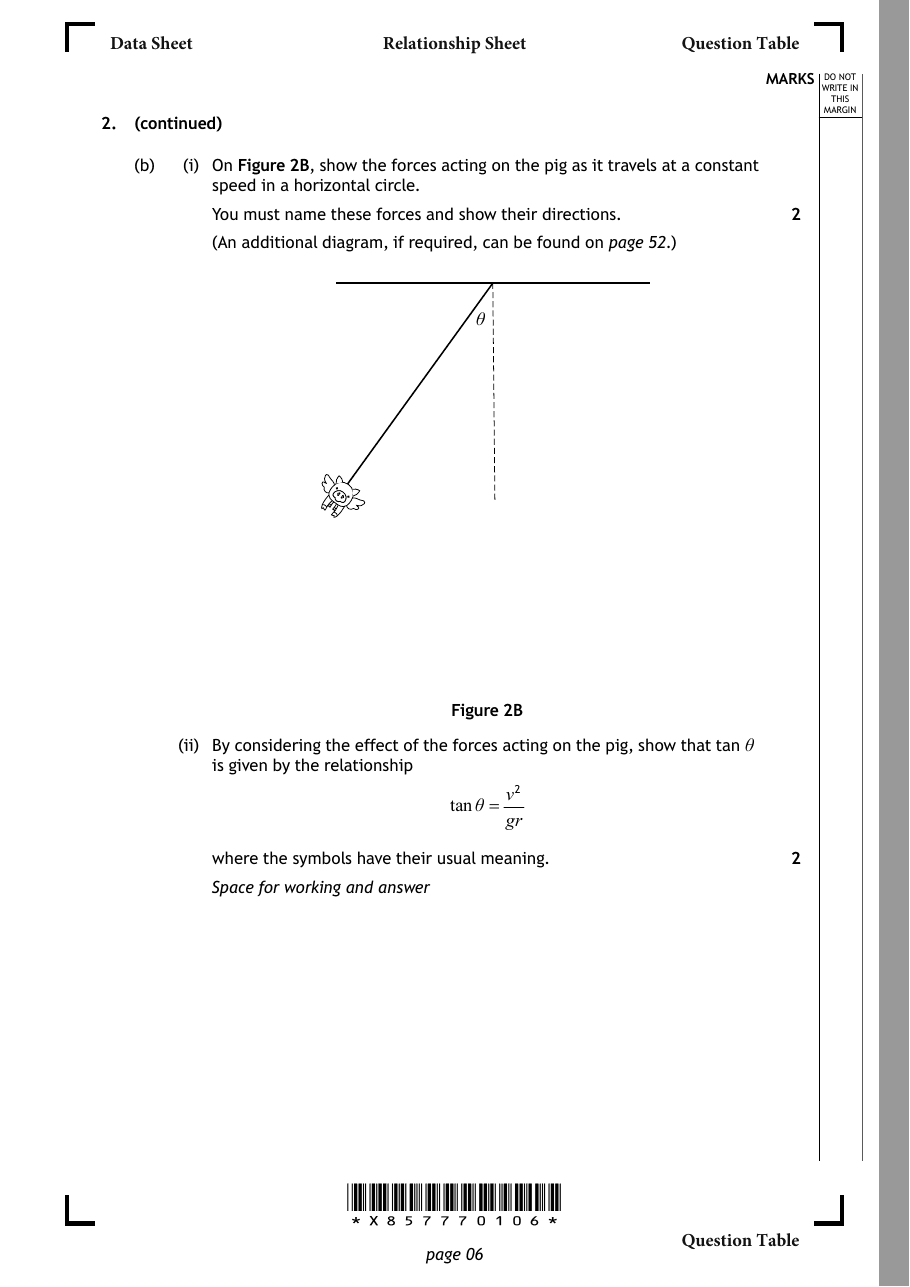 Data Sheet Relationship Sheet Question Table
MARKS
DO NOT
WRITE IN
THIS
MARGIN
2. (continued)
(b) (i) On Figure 2B, show the forces acting on the pig as it travels at a constant
speed in a horizontal circle.
You must name these forces and show their directions. 2
(An additional diagram, if required, can be found on page 52.)
θ
Figure 2B
(ii) By considering the effect of the forces acting on the pig, show that tan θ
is given by the relationship
tan θ = v²/gr
where the symbols have their usual meaning. 2
Space for working and answer
* X 8 5 7 7 7 0 1 0 6 *
Question Table
page 06